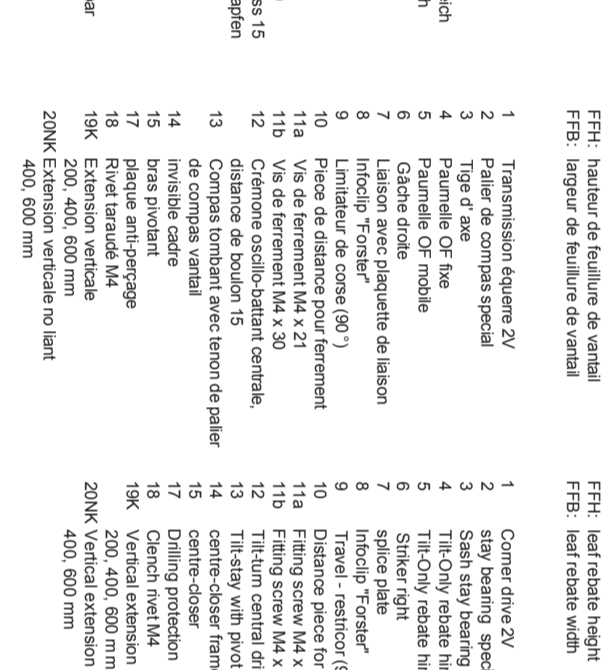 FFH: hauteur de feuillure de vantail
FFB: largeur de feuillure de vantail
1 Transmission équerre 2V
2 Palier de compas special
3 Tige d' axe
4 Paumelle OF fixe
5 Paumelle OF mobile
6 Gâche droite
7 Liaison avec plaquette de liaison
8 Infoclip "Forster"
9 Limitateur de corse (90°)
10 Piece de distance pour ferrement
11a Vis de ferrement M4 x 21
11b Vis de ferrement M4 x 30
12 Crémone oscillo-battant centrale,
distance de boulon 15
13 Compas tombant avec tenon de palier
de compas vantail
14 invisible cadre
15 bras pivotant
17 plaque anti-perçage
18 Rivet taraudé M4
19K Extension verticale
200, 400, 600 mm
20NK Extension verticale no liant
400, 600 mm
FFH: leaf rebate height
FFB: leaf rebate width
1 Corner drive 2V
2 stay bearing
3 Sash stay bearing
4 Tilt-Only rebate
5 Tilt-Only rebate
6 Striker right
7 splice plate
8 Infoclip "Forster"
9 Travel - restricor
10 Distance piece for
11a Fitting screw M4 x
11b Fitting screw M4 x
12 Tilt-turn central
13 Tilt-stay with pivot
14 centre-closer
15 centre-closer
17 Drilling protection
18 Clench rivet M4
19K Vertical extension
200, 400, 600 mm
20NK Vertical extension
400, 600 mm
ss 15